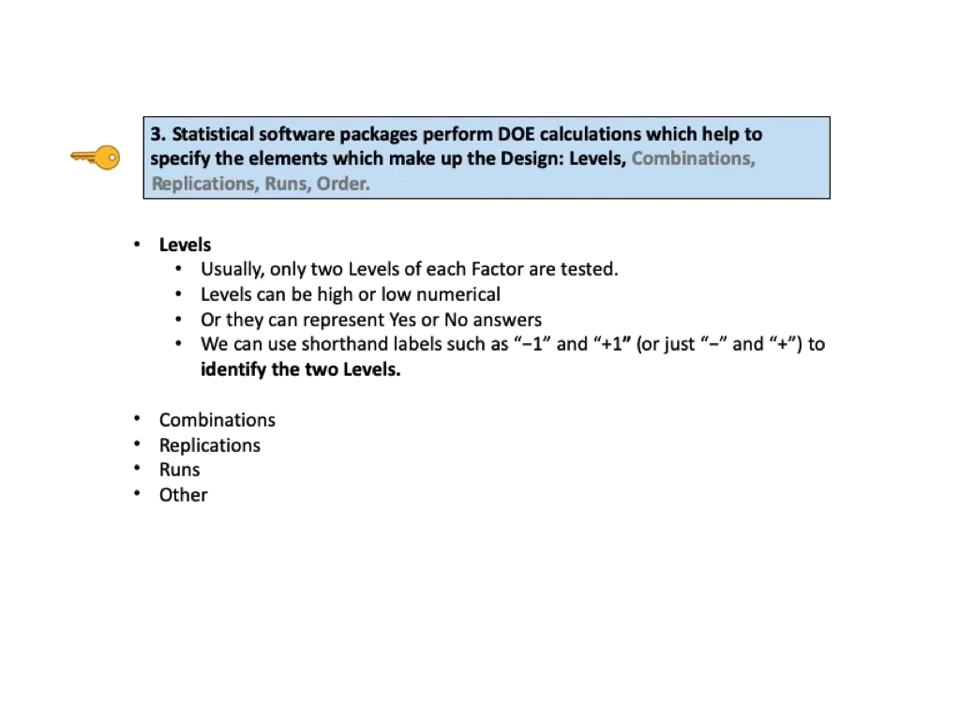 3. Statistical software packages perform DOE calculations which help to
specify the elements which make up the Design: Levels, Combinations,
Replications, Runs, Order.
• Levels
• Usually, only two Levels of each Factor are tested.
• Levels can be high or low numerical
• Or they can represent Yes or No answers
• We can use shorthand labels such as “−1” and “+1” (or just “−” and “+”) to
identify the two Levels.
• Combinations
• Replications
• Runs
• Other